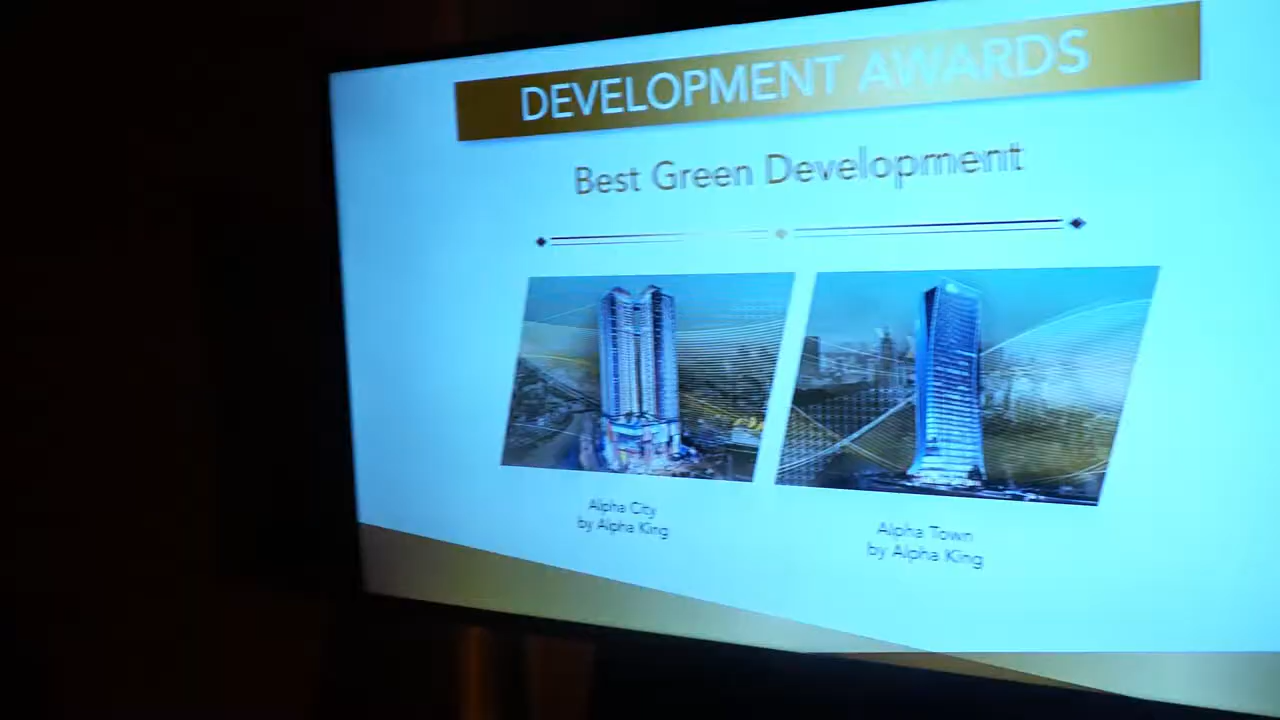 DEVELOPMENT AWARDS
Best Green Development
Alpha City
by Alpha King
Alpha Town
by Alpha King